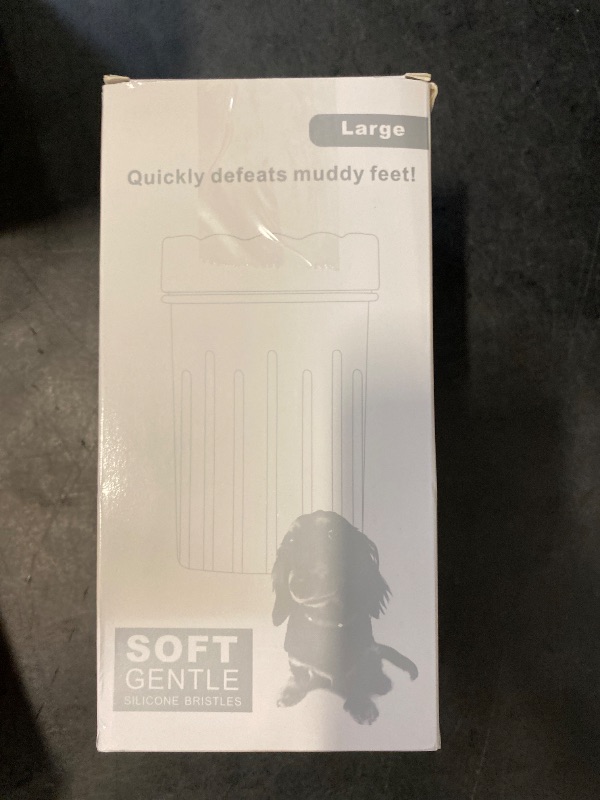 Large
Quickly defeats muddy feet!
SOFT
GENTLE
SILICONE BRISTLES